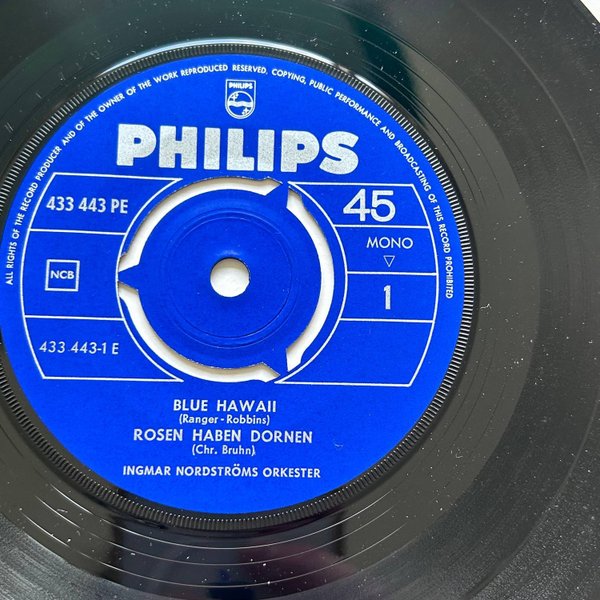 ALL RIGHTS OF THE RECORD PRODUCER AND OF THE OWNER OF THE WORK REPRODUCED RESERVED, COPYING, PUBLIC PERFORMANCE AND BROADCASTING OF THIS RECORD PROHIBITED
PHILIPS
PHILIPS
433 443 PE
45
MONO
NCB
1
433 443-1 E
BLUE HAWAII
(Ranger - Robbins)
ROSEN HABEN DORNEN
(Chr. Bruhn)
INGMAR NORDSTRÖMS ORKESTER